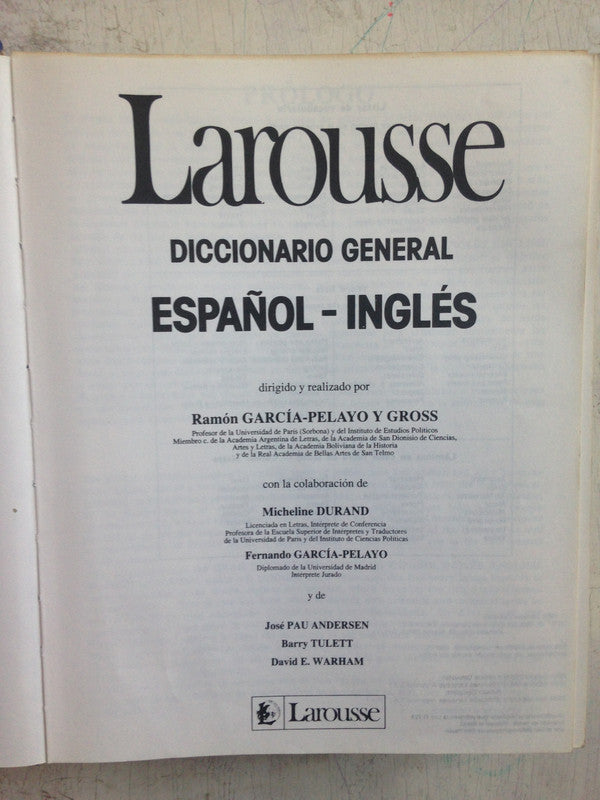 Larousse
DICCIONARIO GENERAL
ESPAÑOL - INGLÉS
dirigido y realizado por
Ramón GARCÍA-PELAYO Y GROSS
Profesor de la Universidad de París (Sorbona) y del Instituto de Estudios Políticos
Miembro c. de la Academia Argentina de Letras, de la Academia de San Dionisio de Ciencias,
Artes y Letras, de la Academia Boliviana de la Historia
y de la Real Academia de Bellas Artes de San Telmo
con la colaboración de
Micheline DURAND
Licenciada en Letras, Intérprete de Conferencia
Profesora de la Escuela Superior de Intérpretes y Traductores
de la Universidad de París y del Instituto de Ciencias Políticas
Fernando GARCÍA-PELAYO
Diplomado de la Universidad de Madrid
Intérprete Jurado
y de
José PAU ANDERSEN
Barry TULETT
David E. WARHAM
Larousse